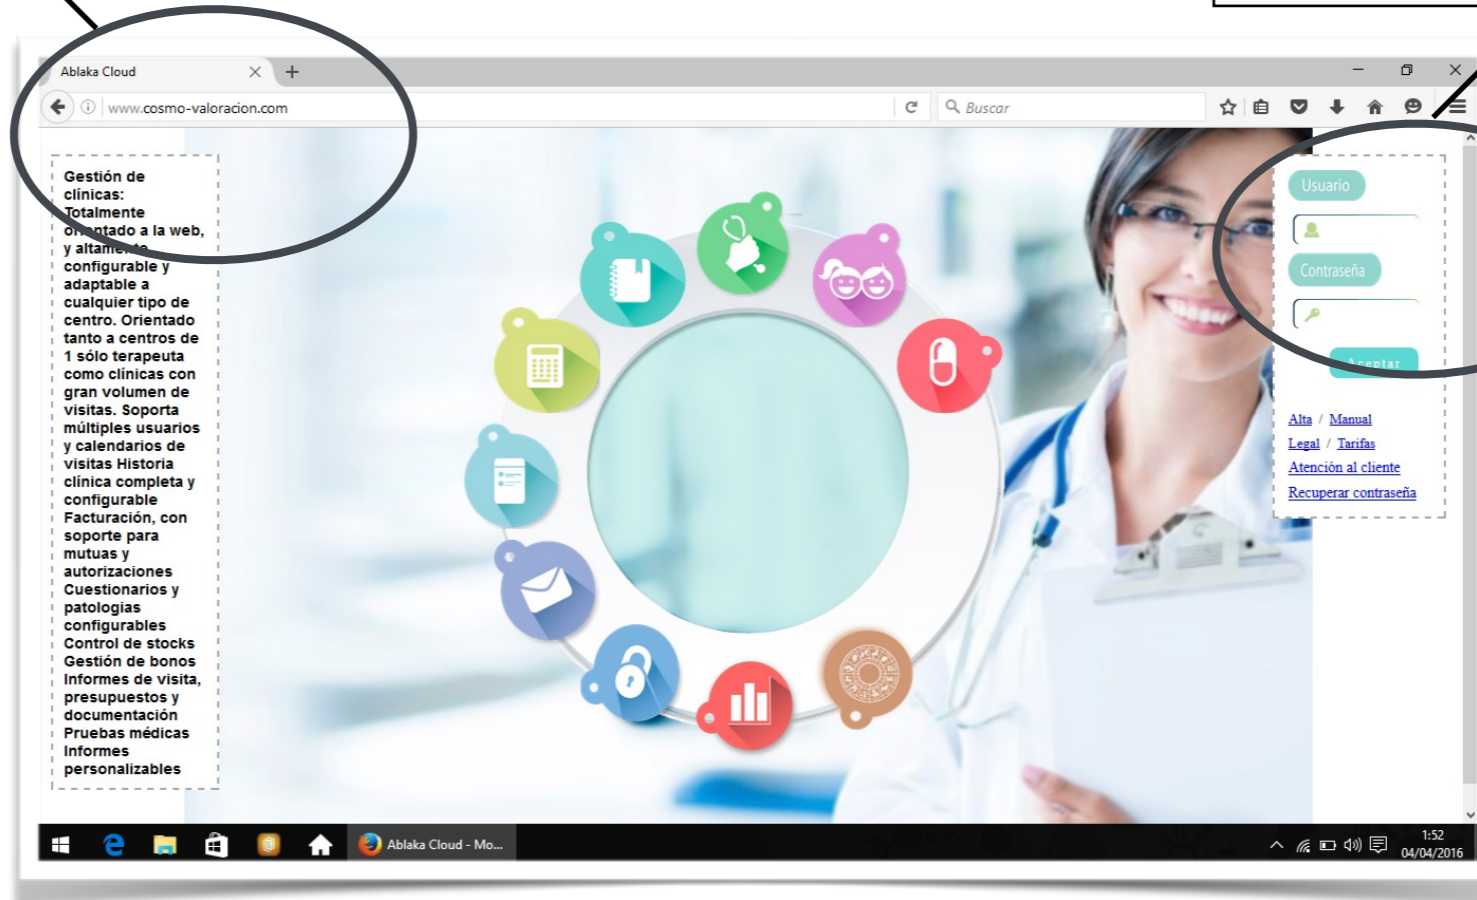 Ablaka Cloud
www.cosmo-valoracion.com
Buscar
Gestión de
clínicas:
Totalmente
orientado a la web,
y altamente
configurable y
adaptable a
cualquier tipo de
centro. Orientado
tanto a centros de
1 sólo terapeuta
como clínicas con
gran volumen de
visitas. Soporta
múltiples usuarios
y calendarios de
visitas Historia
clínica completa y
configurable
Facturación, con
soporte para
mutuas y
autorizaciones
Cuestionarios y
patologias
configurables
Control de stocks
Gestión de bonos
Informes de visita,
presupuestos y
documentación
Pruebas médicas
Informes
personalizables
Usuario
Contraseña
Aceptar
Alta / Manual
Legal / Tarifas
Atención al cliente
Recuperar contraseña
Ablaka Cloud - Mo...
1:52
04/04/2016